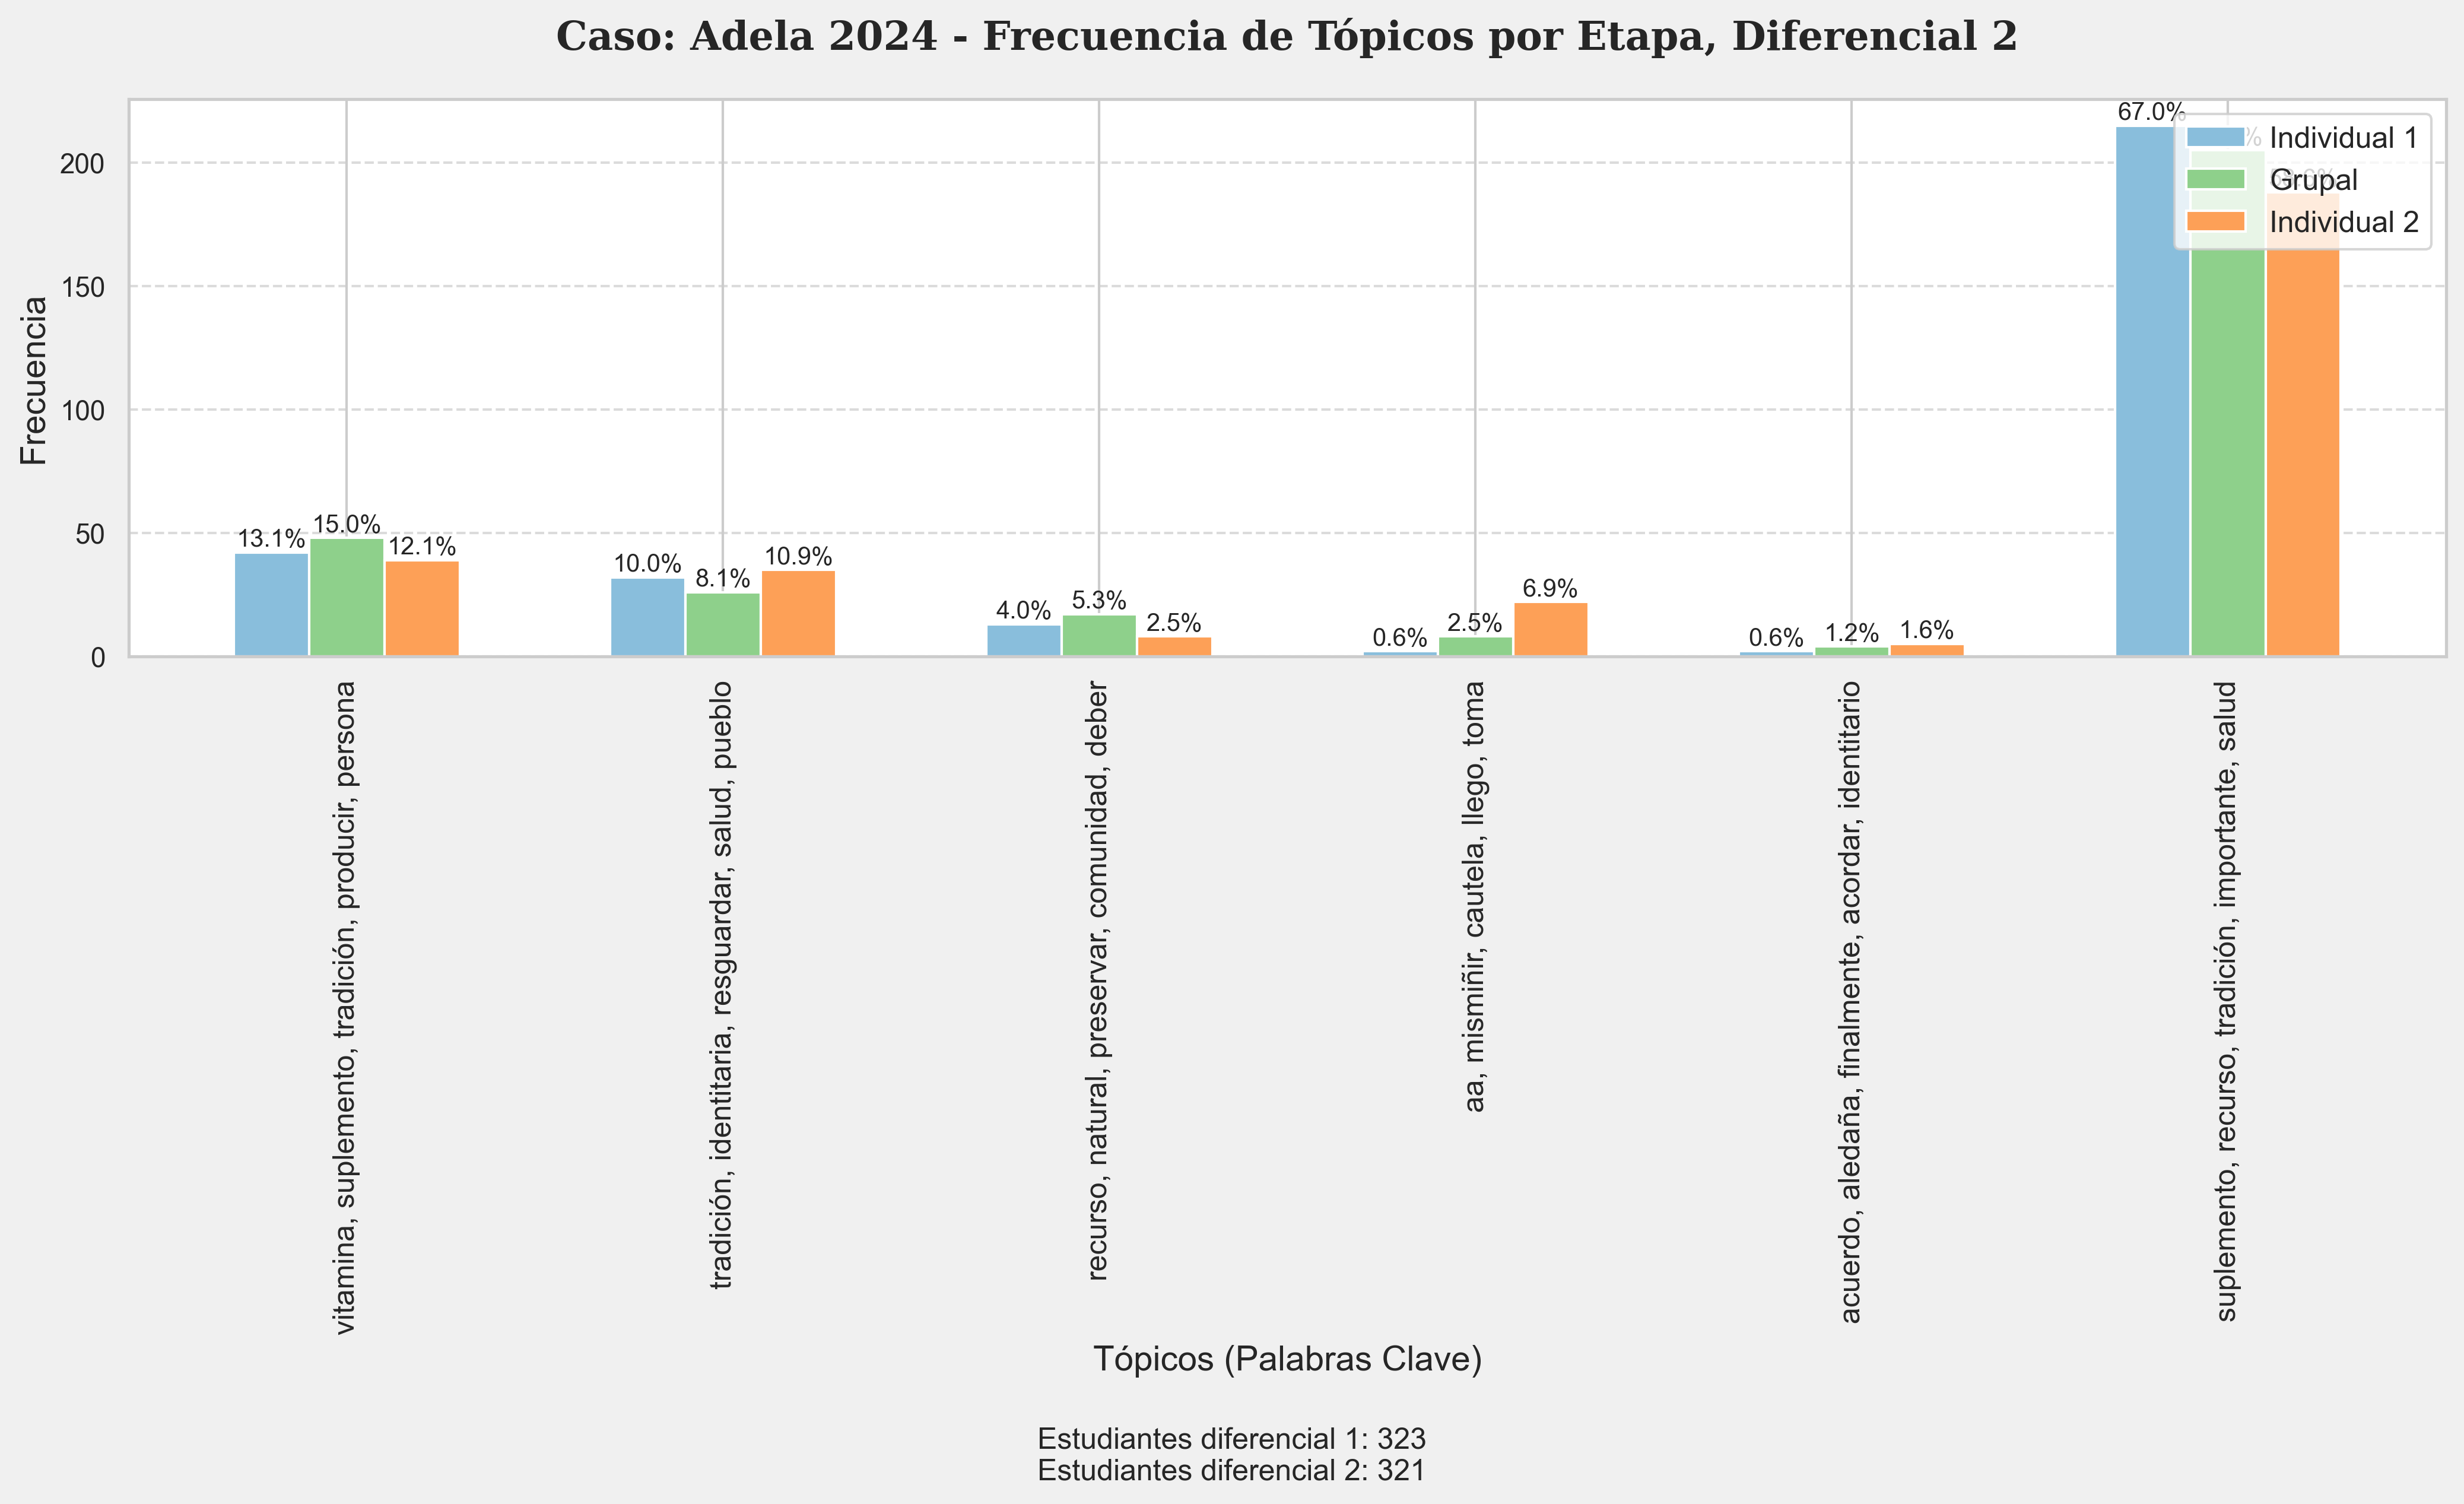 Caso: Adela 2024 - Frecuencia de Tópicos por Etapa, Diferencial 2
Frecuencia
200
150
100
50
0
13.1%
15.0%
12.1%
10.0%
8.1%
10.9%
4.0%
5.3%
2.5%
0.6%
2.5%
6.9%
0.6%
1.2%
1.6%
67.0%
Individual 1
Grupal
Individual 2
vitamina, suplemento, tradición, producir, persona
tradición, identitaria, resguardar, salud, pueblo
recurso, natural, preservar, comunidad, deber
aa, mismiñir, cautela, llego, toma
acuerdo, aledaña, finalmente, acordar, identitario
suplemento, recurso, tradición, importante, salud
Tópicos (Palabras Clave)
Estudiantes diferencial 1: 323
Estudiantes diferencial 2: 321